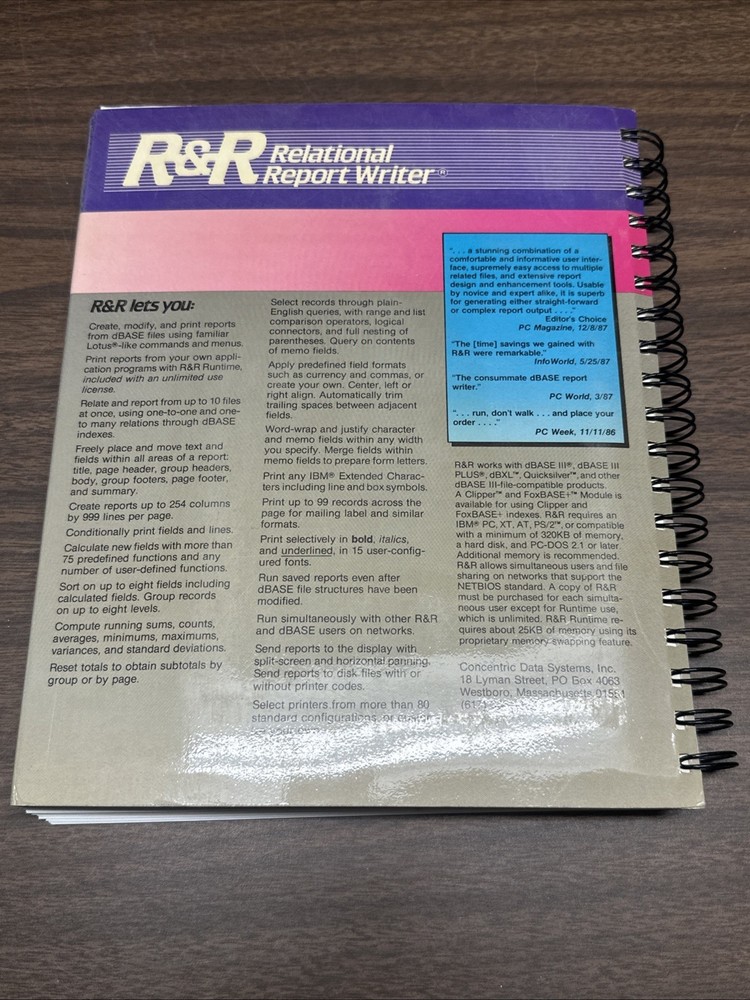 R&R Relational
Report Writer®
R&R lets you:
Create, modify, and print reports
from dBASE files using familiar
Lotus®-like commands and menus.
Print reports from your own appli-
cation programs with R&R Runtime,
included with an unlimited use
license.
Relate and report from up to 10 files
at once, using one-to-one and one-
to many relations through dBASE
indexes.
Freely place and move text and
fields within all areas of a report:
title, page header, group headers,
body, group footers, page footer,
and summary.
Create reports up to 254 columns
by 999 lines per page.
Conditionally print fields and lines.
Calculate new fields with more than
75 predefined functions and any
number of user-defined functions.
Sort on up to eight fields including
calculated fields. Group records
on up to eight levels.
Compute running sums, counts,
averages, minimums, maximums,
variances, and standard deviations.
Reset totals to obtain subtotals by
group or by page.
Select records through plain-
English queries, with range and list
comparison operators, logical
connectors, and full nesting of
parentheses. Query on contents
of memo fields.
Apply predefined field formats
such as currency and commas, or
create your own. Center, left or
right align. Automatically trim
trailing spaces between adjacent
fields.
Word-wrap and justify character
and memo fields within any width
you specify. Merge fields within
memo fields to prepare form letters.
Print any IBM® Extended Charac-
ters including line and box symbols.
Print up to 99 records across the
page for mailing label and similar
formats.
Print selectively in bold, italics,
and underlined, in 15 user-config-
ured fonts.
Run saved reports even after
dBASE file structures have been
modified.
Run simultaneously with other R&R
and dBASE users on networks.
Send reports to the display with
split-screen and horizontal panning.
Send reports to disk files with or
without printer codes.
Select printers from more than 80
standard configurations, or
". . . a stunning combination of a
comfortable and informative user inter-
face, supremely easy access to multiple
related files, and extensive report
design and enhancement tools. Usable
by novice and expert alike, it is superb
for generating either straight-forward
or complex report output . . . ."
Editor's Choice
PC Magazine, 12/8/87
"The [time] savings we gained with
R&R were remarkable."
InfoWorld, 5/25/87
"The consummate dBASE report
writer."
PC World, 3/87
". . . run, don't walk . . . and place your
order . . . ."
PC Week, 11/11/86
R&R works with dBASE III®, dBASE III
PLUS®, dBXL™, Quicksilver™, and other
dBASE III-file-compatible products.
A Clipper™ and FoxBASE+™ Module is
available for using Clipper and
FoxBASE+ indexes. R&R requires an
IBM® PC, XT, AT, PS/2™, or compatible
with a minimum of 320KB of memory,
a hard disk, and PC-DOS 2.1 or later.
Additional memory is recommended.
R&R allows simultaneous users and file
sharing on networks that support the
NETBIOS standard. A copy of R&R
must be purchased for each simulta-
neous user except for Runtime use,
which is unlimited. R&R Runtime re-
quires about 25KB of memory using its
proprietary memory-swapping feature.
Concentric Data Systems, Inc.
18 Lyman Street, PO Box 4063
Westboro, Massachusetts 01581
(617)